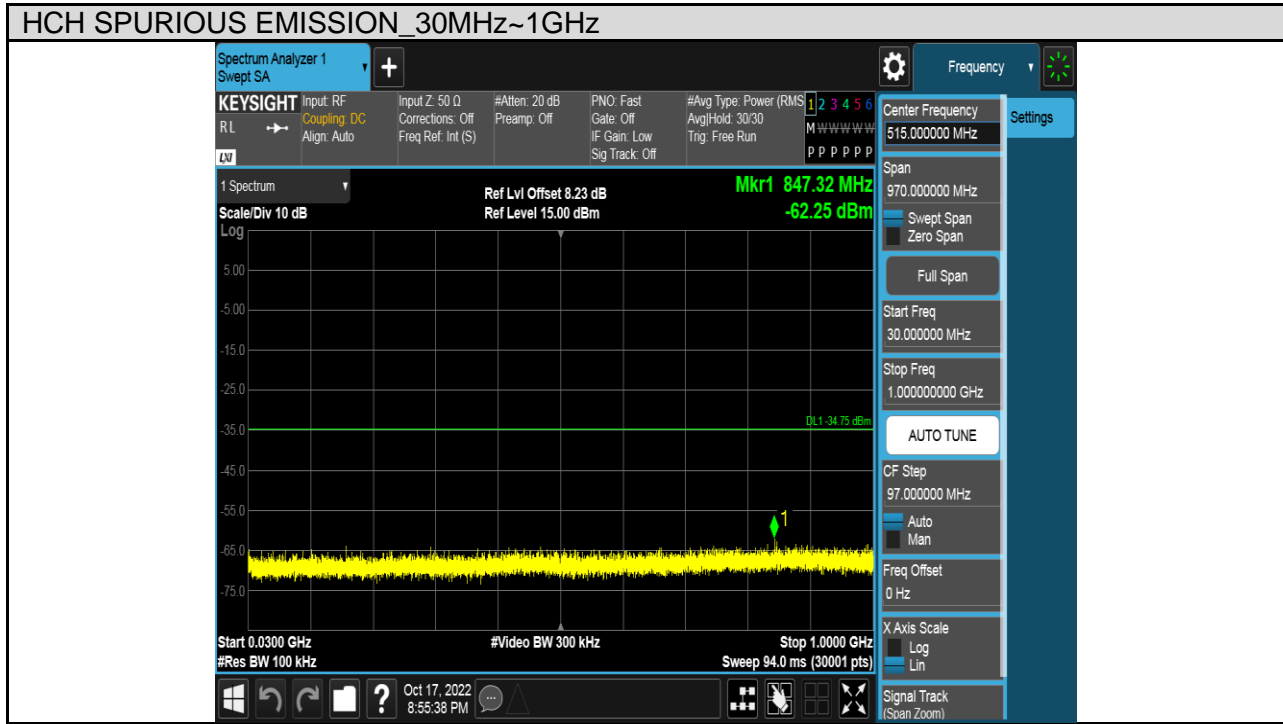 HCH SPURIOUS EMISSION_30MHz~1GHz
Spectrum Analyzer 1
Swept SA
Frequency
KEYSIGHT
RL
LXI
Input: RF
Coupling: DC
Align: Auto
Input Z: 50 Ω
Corrections: Off
Freq Ref: Int (S)
#Atten: 20 dB
Preamp: Off
PNO: Fast
Gate: Off
IF Gain: Low
Sig Track: Off
#Avg Type: Power (RMS
Avg|Hold: 30/30
Trig: Free Run
1 2 3 4 5 6
M W W W W W
P P P P P P
1 Spectrum
Scale/Div 10 dB
Ref Lvl Offset 8.23 dB
Ref Level 15.00 dBm
Mkr1 847.32 MHz
-62.25 dBm
Log
5.00
-5.00
-15.0
-25.0
-35.0
DL1 -34.75 dBm
-45.0
-55.0
1
-65.0
-75.0
Start 0.0300 GHz
#Video BW 300 kHz
Stop 1.0000 GHz
#Res BW 100 kHz
Sweep 94.0 ms (30001 pts)
Oct 17, 2022
8:55:38 PM
Center Frequency
515.000000 MHz
Settings
Span
970.000000 MHz
Swept Span
Zero Span
Full Span
Start Freq
30.000000 MHz
Stop Freq
1.000000000 GHz
AUTO TUNE
CF Step
97.000000 MHz
Auto
Man
Freq Offset
0 Hz
X Axis Scale
Log
Lin
Signal Track
(Span Zoom)